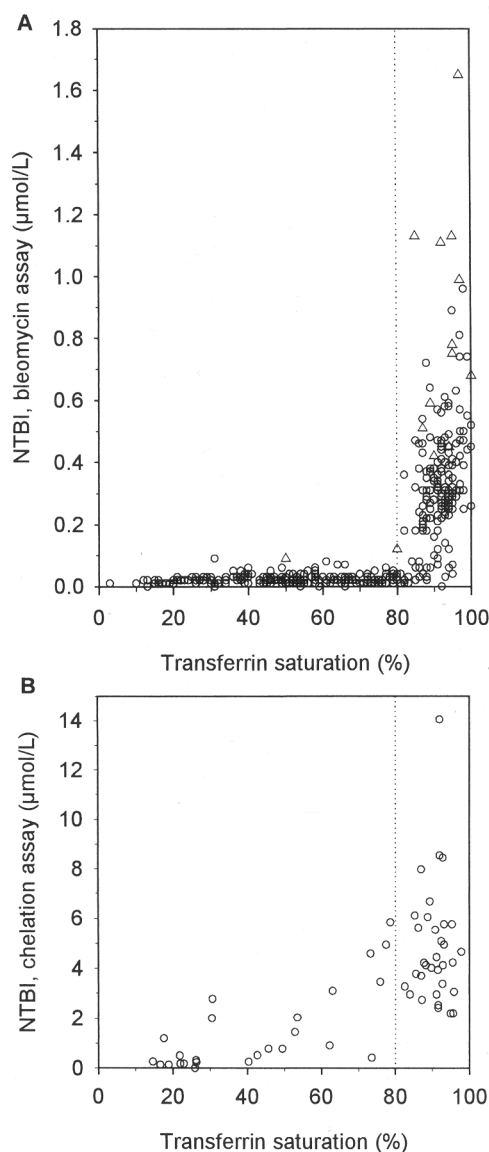 A
1.8
1.6
1.4
1.2
1.0
0.8
0.6
0.4
0.2
0.0
NTBI, bleomycin assay (µmol/L)
20 40 60 80 100
Transferrin saturation (%)
B
14
12
10
8
6
4
2
0
NTBI, chelation assay (µmol/L)
0 20 40 60 80 100
Transferrin saturation (%)